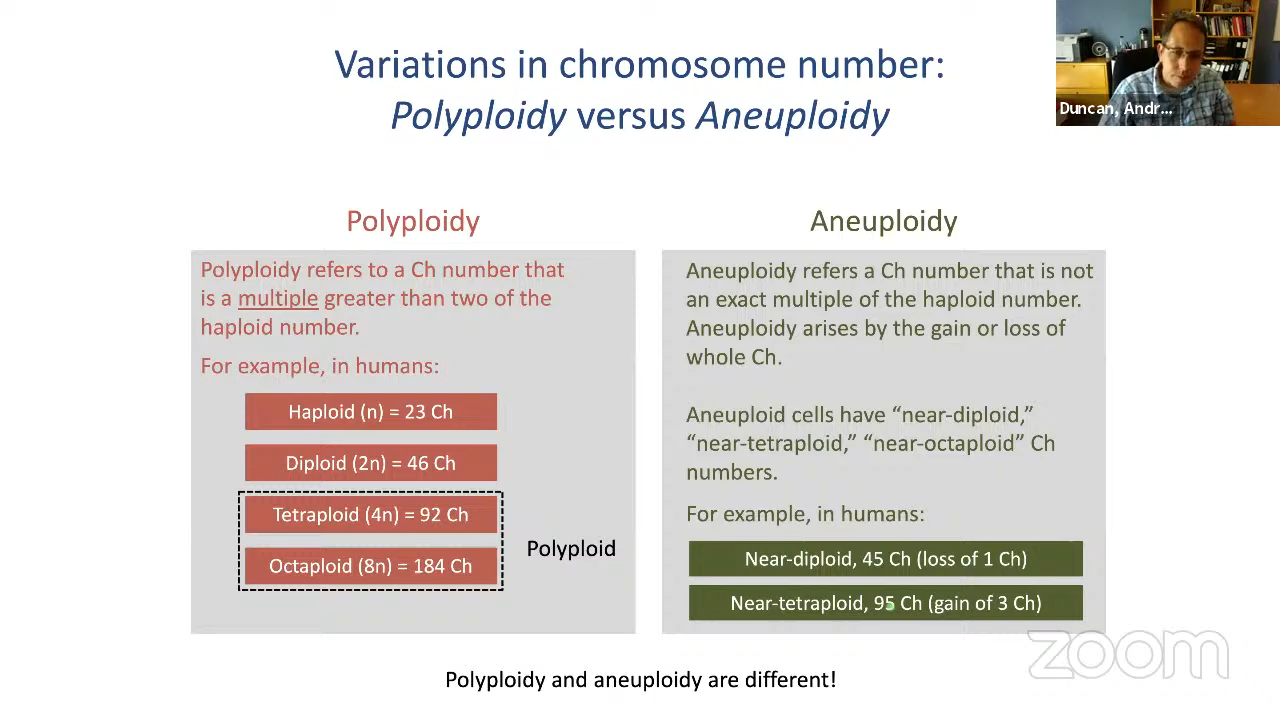 Variations in chromosome number:
Polyploidy versus Aneuploidy
Duncan, Andr...
Polyploidy
Polyploidy refers to a Ch number that
is a multiple greater than two of the
haploid number.
For example, in humans:
Haploid (n) = 23 Ch
Diploid (2n) = 46 Ch
Tetraploid (4n) = 92 Ch
Octaploid (8n) = 184 Ch
Polyploid
Aneuploidy
Aneuploidy refers a Ch number that is not
an exact multiple of the haploid number.
Aneuploidy arises by the gain or loss of
whole Ch.
Aneuploid cells have “near-diploid,”
“near-tetraploid,” “near-octaploid” Ch
numbers.
For example, in humans:
Near-diploid, 45 Ch (loss of 1 Ch)
Near-tetraploid, 95 Ch (gain of 3 Ch)
zoom
Polyploidy and aneuploidy are different!